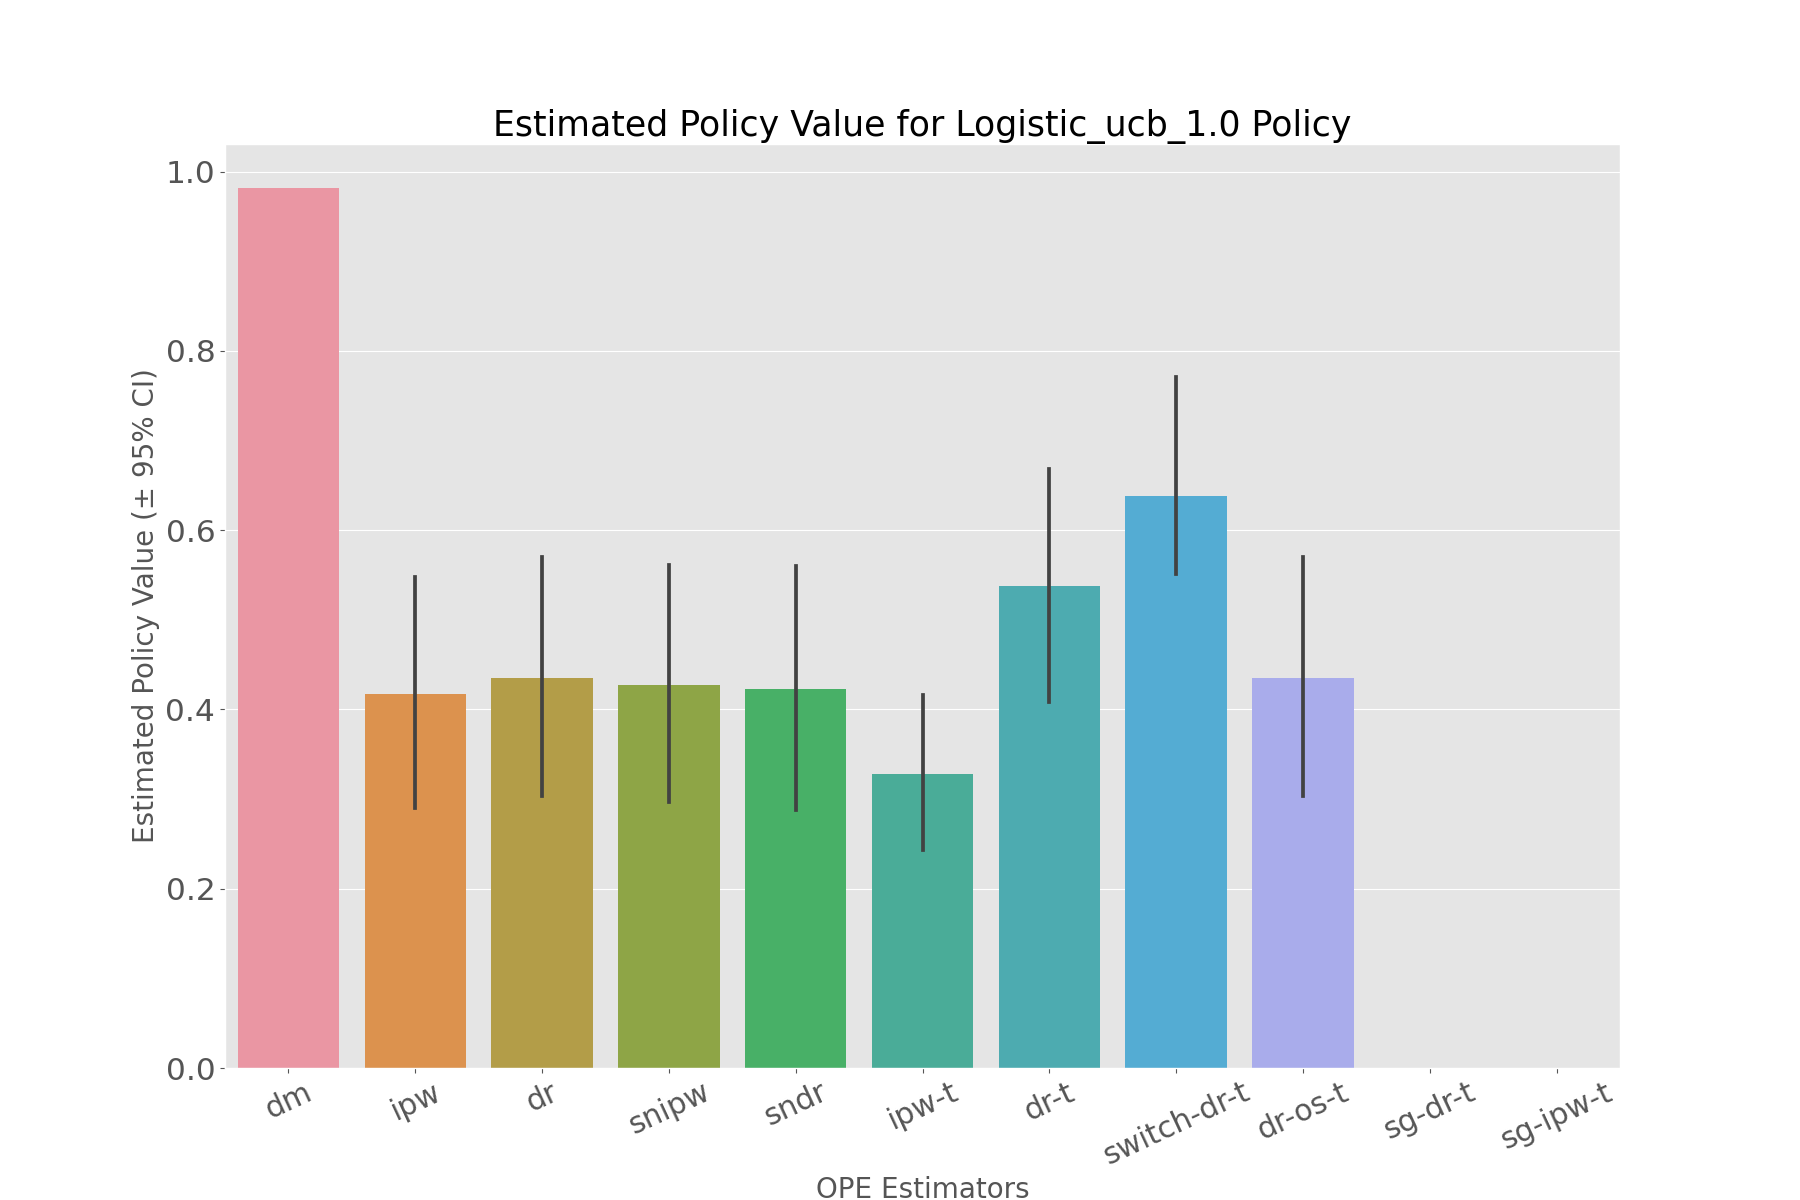 Estimated Policy Value for Logistic_ucb_1.0 Policy
Estimated Policy Value (± 95% CI)
1.0
0.8
0.6
0.4
0.2
0.0
dm
ipw
dr
snipw
sndr
ipw-t
dr-t
switch-dr-t
dr-os-t
sg-dr-t
sg-ipw-t
OPE Estimators